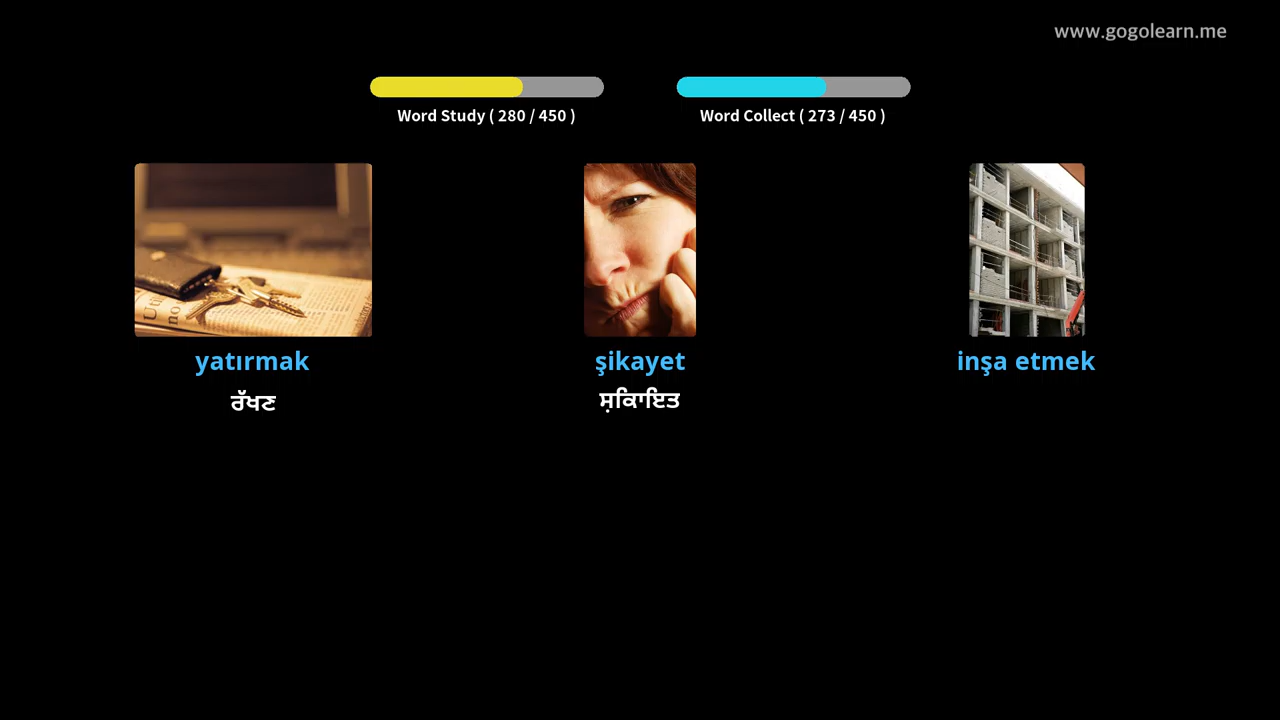 www.gogolearn.me
Word Study ( 280 / 450 )
Word Collect ( 273 / 450 )
yatırmak
şikayet
inşa etmek
ਰੱਖਣ
ਸ਼ਿਕਾਇਤ